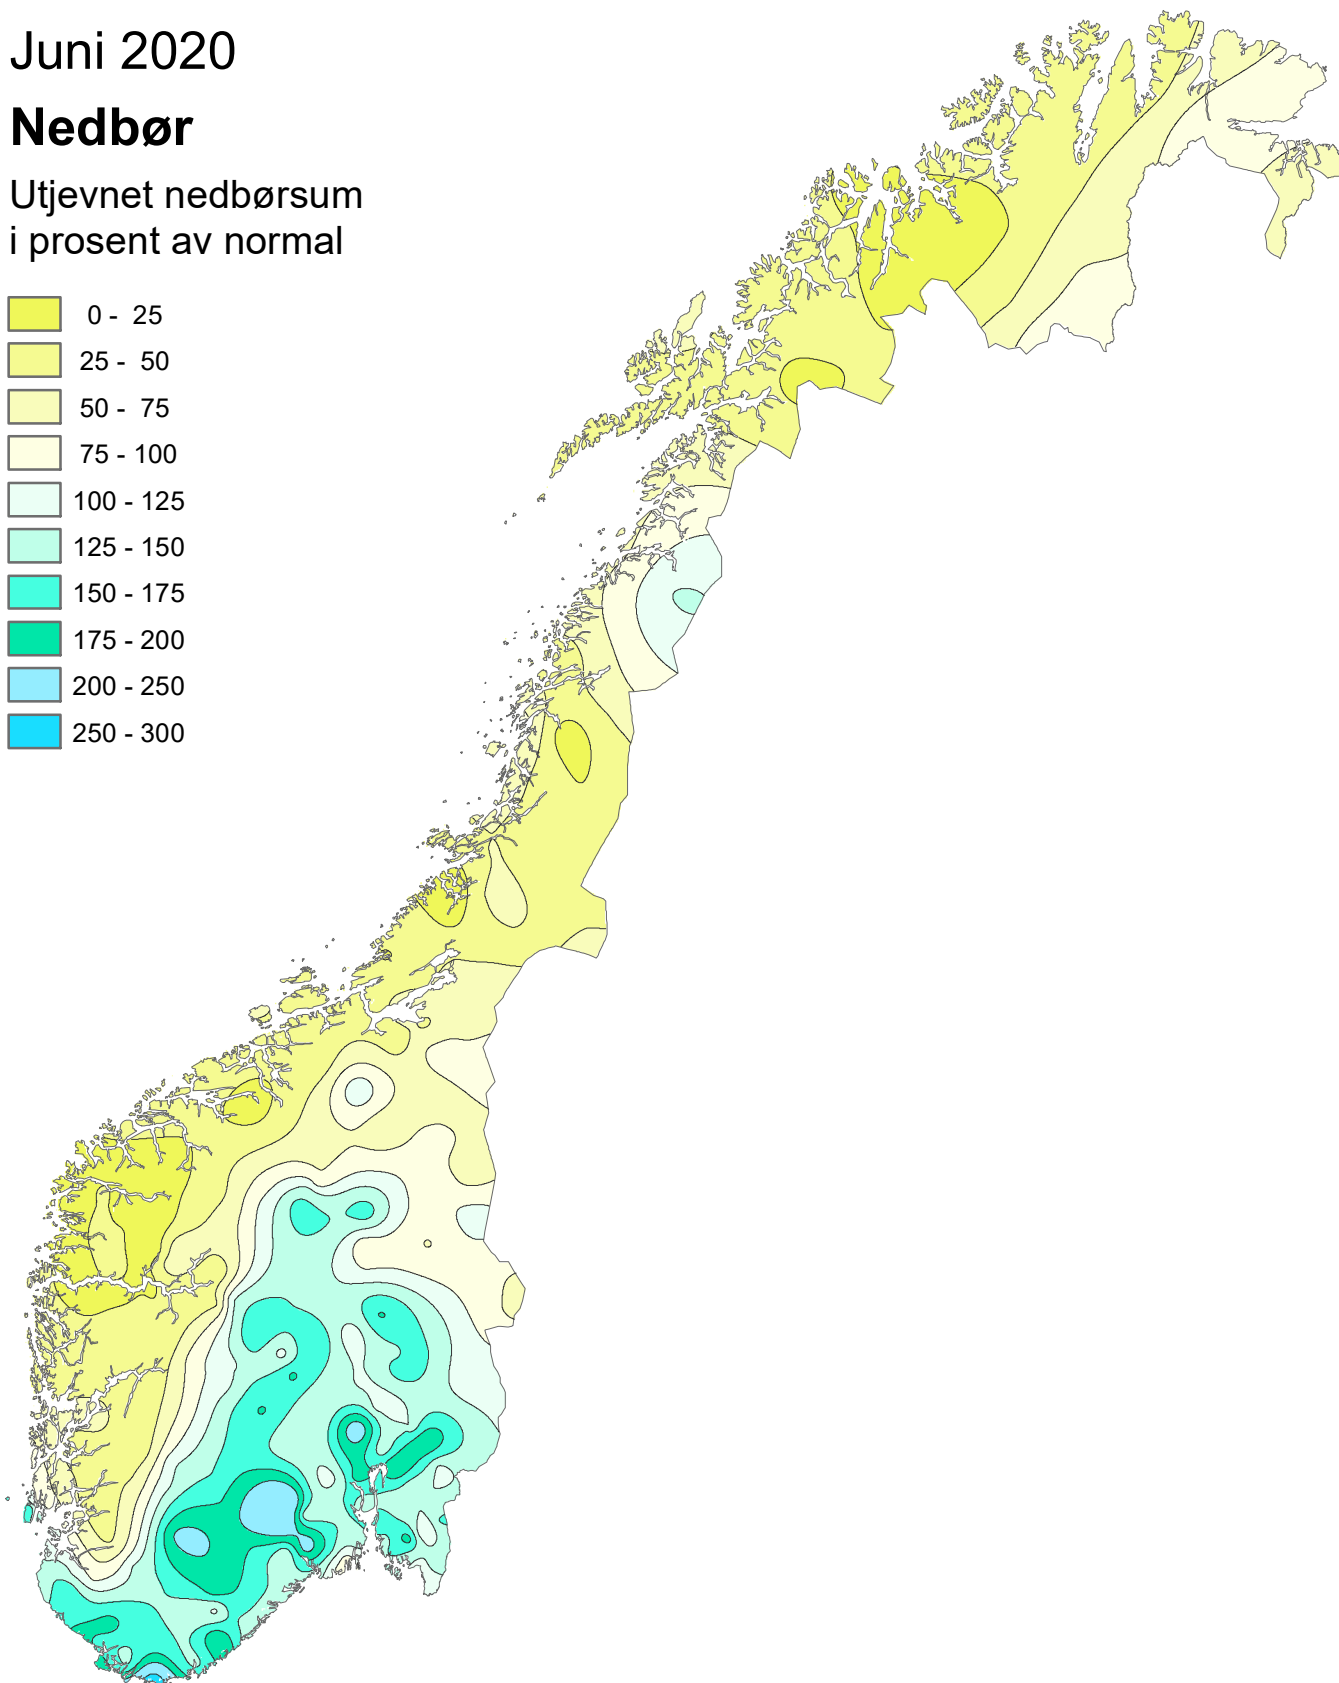 Juni 2020
Nedbør
Utjevnet nedbørsum
i prosent av normal
0 - 25
25 - 50
50 - 75
75 - 100
100 - 125
125 - 150
150 - 175
175 - 200
200 - 250
250 - 300